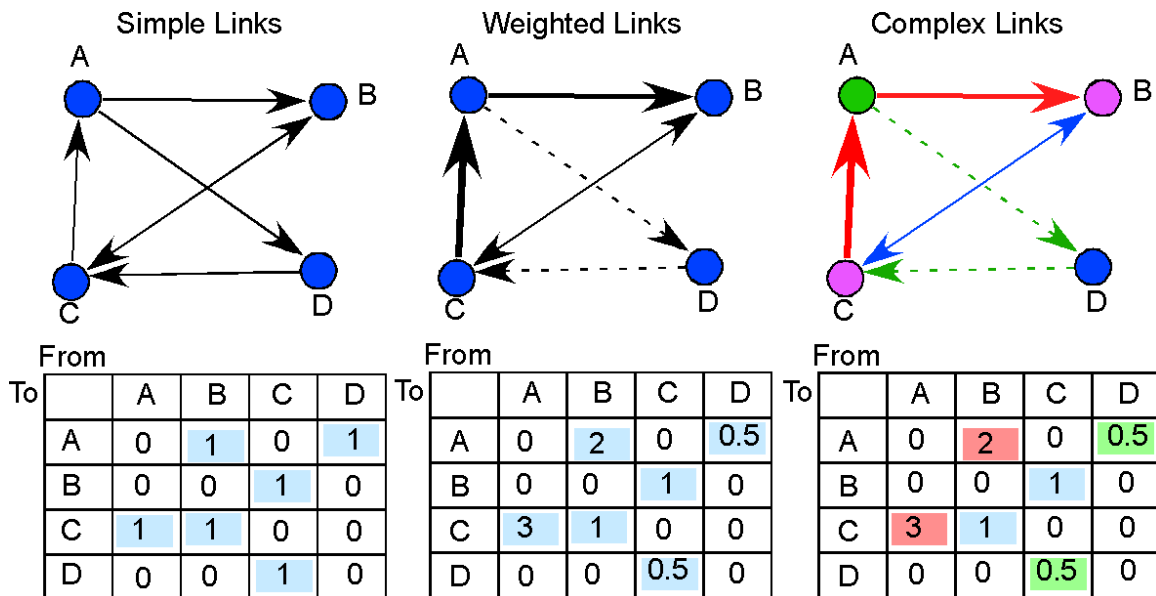 Simple Links Weighted Links Complex Links
A A A
B B B
C C C
D D D
From From From
To To To
A B C D A B C D A B C D
A 0 1 0 1 A 0 2 0 0.5 A 0 2 0 0.5
B 0 0 1 0 B 0 0 1 0 B 0 0 1 0
C 1 1 0 0 C 3 1 0 0 C 3 1 0 0
D 0 0 1 0 D 0 0 0.5 0 D 0 0 0.5 0